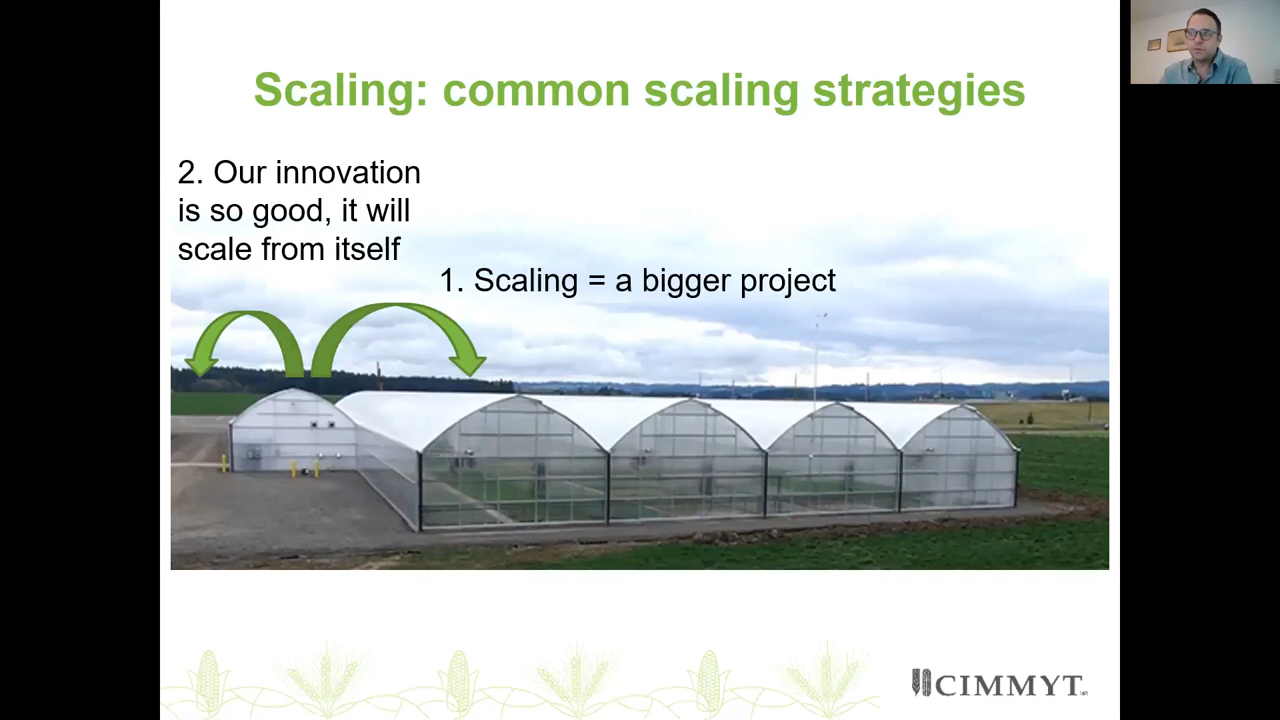 Scaling: common scaling strategies
2. Our innovation
is so good, it will
scale from itself
1. Scaling = a bigger project
CIMMYT